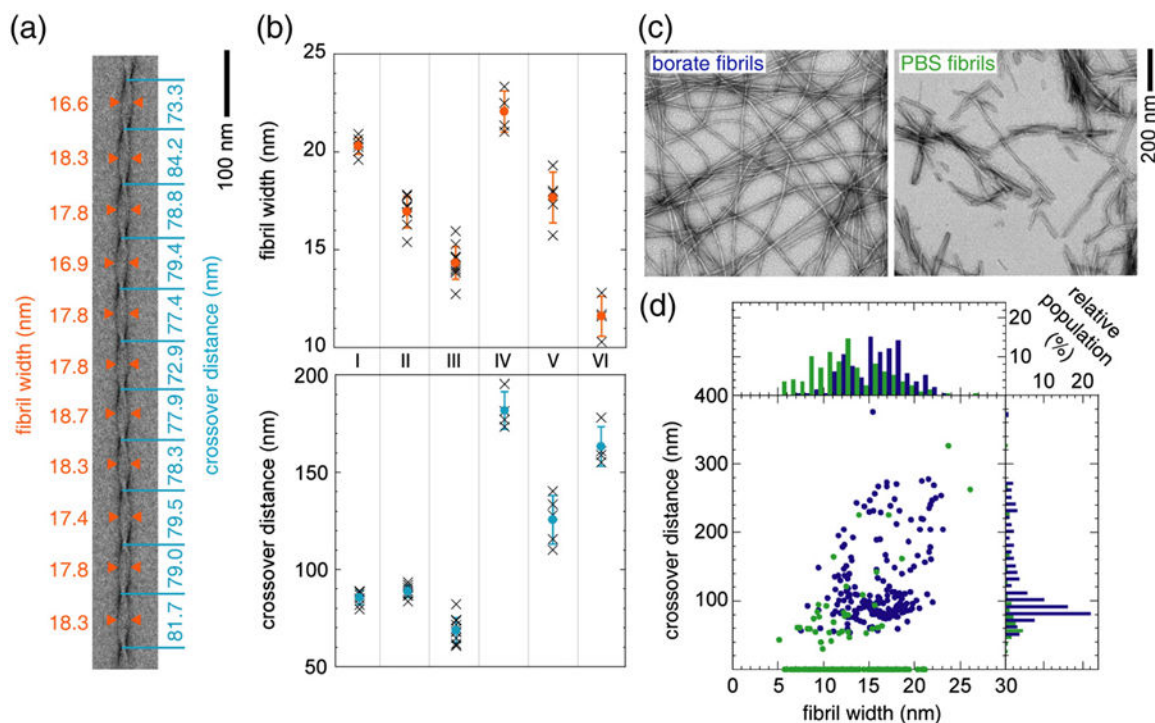 (a)
fibril width (nm)
16.6
18.3
17.8
16.9
17.8
17.8
18.7
18.3
17.4
17.8
18.3
73.3
84.2
78.8
79.4
77.4
72.9
77.9
78.3
79.5
79.0
81.7
crossover distance (nm)
100 nm
(b)
fibril width (nm)
25
20
15
10
I II III IV V VI
crossover distance (nm)
200
150
100
50
(c)
borate fibrils
PBS fibrils
200 nm
(d)
20
10
relative
population
(%)
10 20
crossover distance (nm)
400
300
200
100
0
0 5 10 15 20 25 30
fibril width (nm)